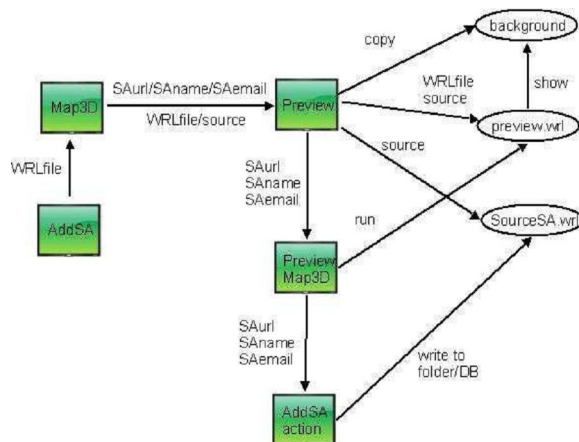 background
copy
SAurl/SAname/SAemail
WRLfile
source
show
Map3D
Preview
WRLfile/source
preview.wrl
source
WRLfile
SAurl
SAname
SAemail
AddSA
run
SourceSA.wrl
Preview
Map3D
SAurl
SAname
SAemail
write to
folder/DB
AddSA
action